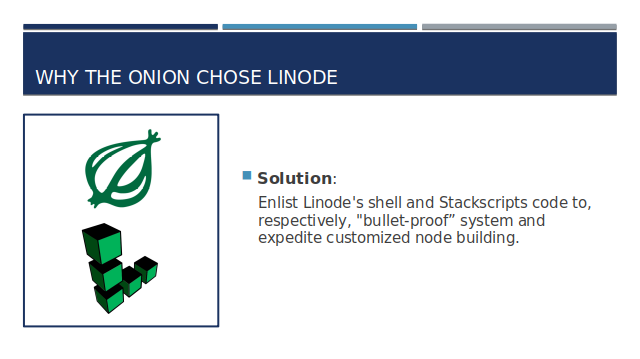 WHY THE ONION CHOSE LINODE
Solution:
Enlist Linode's shell and Stackscripts code to,
respectively, "bullet-proof” system and
expedite customized node building.